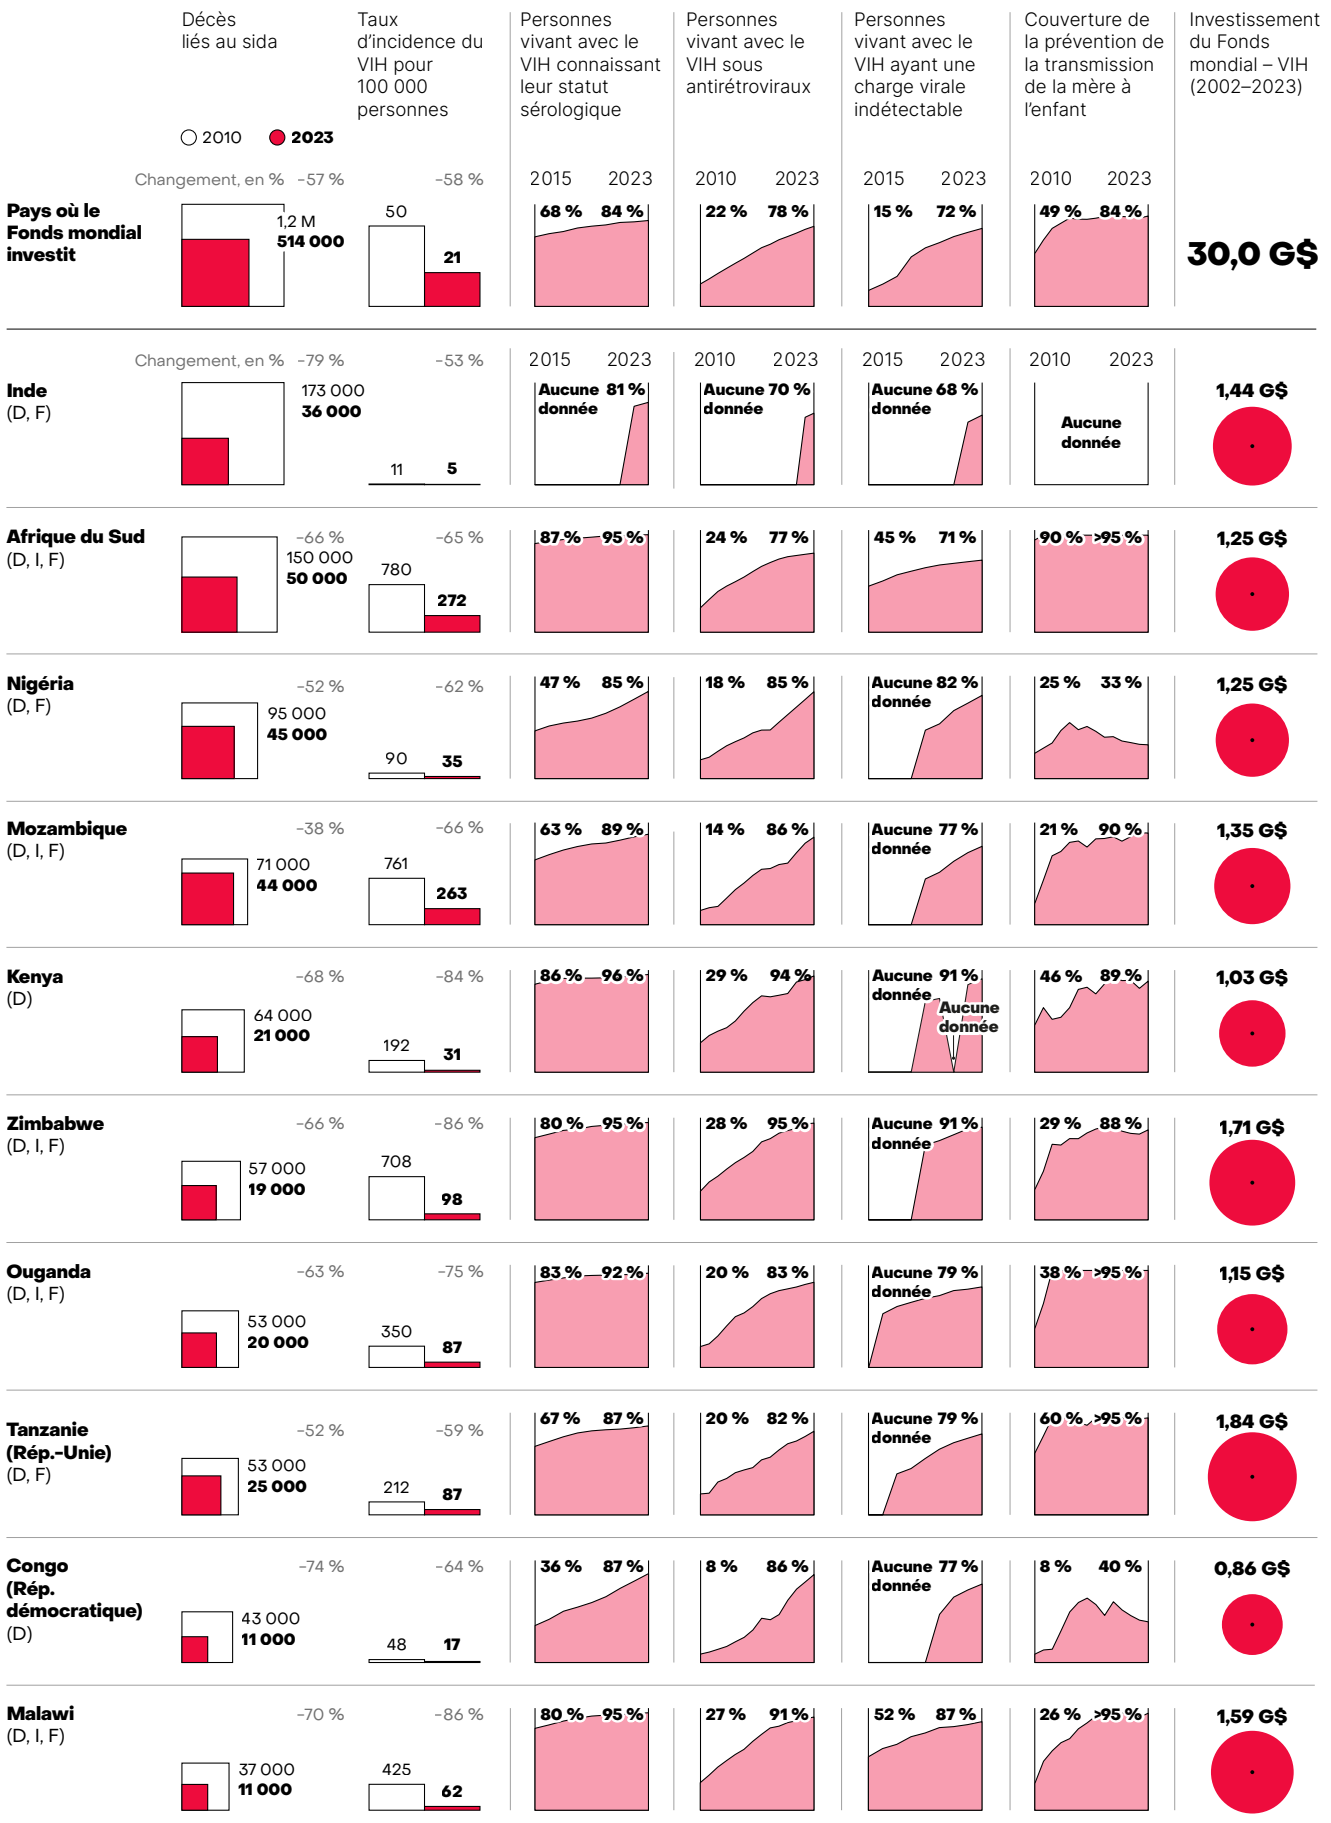 Décès
liés au sida
Taux
d'incidence du
VIH pour
100 000
personnes
Personnes
vivant avec le
VIH connaissant
leur statut
sérologique
Personnes
vivant avec le
VIH sous
antirétroviraux
Personnes
vivant avec le
VIH ayant une
charge virale
indétectable
Couverture de
la prévention de
la transmission
de la mère à
l'enfant
Investissement
du Fonds
mondial – VIH
(2002–2023)
2010 2023
Changement, en % -57 % -58 % 2015 2023 2010 2023 2015 2023 2010 2023
Pays où le
Fonds mondial
investit
1,2 M
514 000
50
21
68 % 84 %
22 % 78 %
15 % 72 %
49 % 84 %
30,0 G$
Changement, en % -79 % -53 % 2015 2023 2010 2023 2015 2023 2010 2023
Inde
(D, F)
173 000
36 000
11 5
Aucune 81 %
donnée
Aucune 70 %
donnée
Aucune 68 %
donnée
Aucune
donnée
1,44 G$
Afrique du Sud
(D, I, F)
-66 %
150 000
50 000
-65 %
780
272
87 % 95 %
24 % 77 %
45 % 71 %
90 % >95 %
1,25 G$
Nigéria
(D, F)
-52 %
95 000
45 000
-62 %
90 35
47 % 85 %
18 % 85 %
Aucune 82 %
donnée
25 % 33 %
1,25 G$
Mozambique
(D, I, F)
-38 %
71 000
44 000
-66 %
761
263
63 % 89 %
14 % 86 %
Aucune 77 %
donnée
21 % 90 %
1,35 G$
Kenya
(D)
-68 %
64 000
21 000
-84 %
192 31
86 % 96 %
29 % 94 %
Aucune 91 %
donnée
Aucune
donnée
46 % 89 %
1,03 G$
Zimbabwe
(D, I, F)
-66 %
57 000
19 000
-86 %
708
98
80 % 95 %
28 % 95 %
Aucune 91 %
donnée
29 % 88 %
1,71 G$
Ouganda
(D, I, F)
-63 %
53 000
20 000
-75 %
350
87
83 % 92 %
20 % 83 %
Aucune 79 %
donnée
38 % >95 %
1,15 G$
Tanzanie
(Rép.-Unie)
(D, F)
-52 %
53 000
25 000
-59 %
212
87
67 % 87 %
20 % 82 %
Aucune 79 %
donnée
60 % >95 %
1,84 G$
Congo
(Rép.
démocratique)
(D)
-74 %
43 000
11 000
-64 %
48 17
36 % 87 %
8 % 86 %
Aucune 77 %
donnée
8 % 40 %
0,86 G$
Malawi
(D, I, F)
-70 %
37 000
11 000
-86 %
425
62
80 % 95 %
27 % 91 %
52 % 87 %
26 % >95 %
1,59 G$